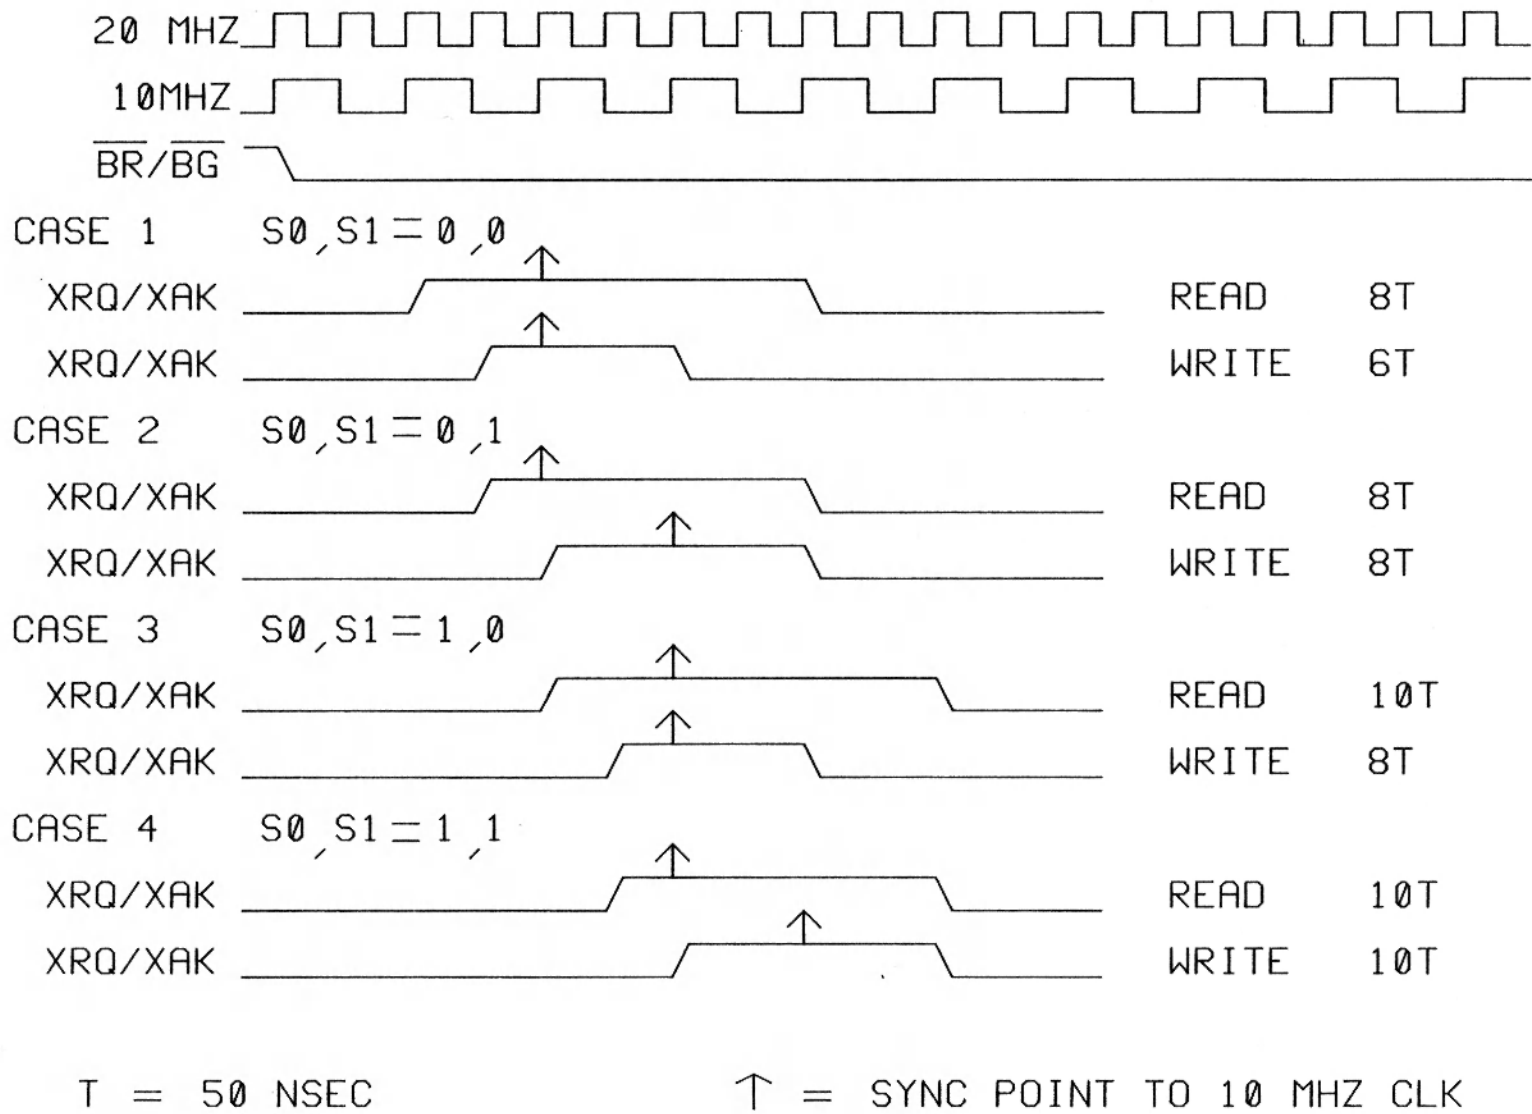 20 MHZ
10MHZ
BR/BG
CASE 1 S0,S1=0,0
XRQ/XAK READ 8T
XRQ/XAK WRITE 6T
CASE 2 S0,S1=0,1
XRQ/XAK READ 8T
XRQ/XAK WRITE 8T
CASE 3 S0,S1=1,0
XRQ/XAK READ 10T
XRQ/XAK WRITE 8T
CASE 4 S0,S1=1,1
XRQ/XAK READ 10T
XRQ/XAK WRITE 10T
T = 50 NSEC ↑ = SYNC POINT TO 10 MHZ CLK